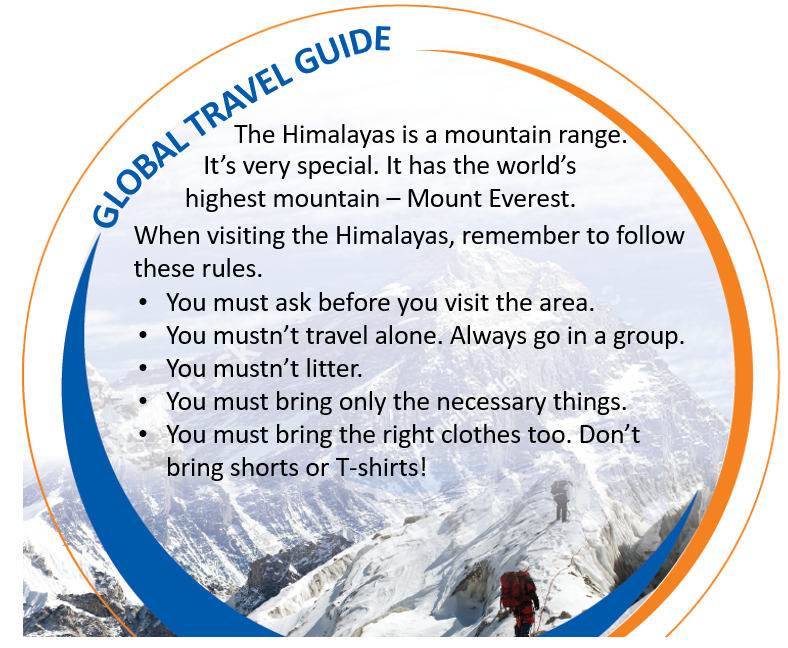 GLOBAL TRAVEL GUIDE
The Himalayas is a mountain range.
It’s very special. It has the world’s
highest mountain – Mount Everest.
When visiting the Himalayas, remember to follow
these rules.
• You must ask before you visit the area.
• You mustn’t travel alone. Always go in a group.
• You mustn’t litter.
• You must bring only the necessary things.
• You must bring the right clothes too. Don’t
bring shorts or T-shirts!